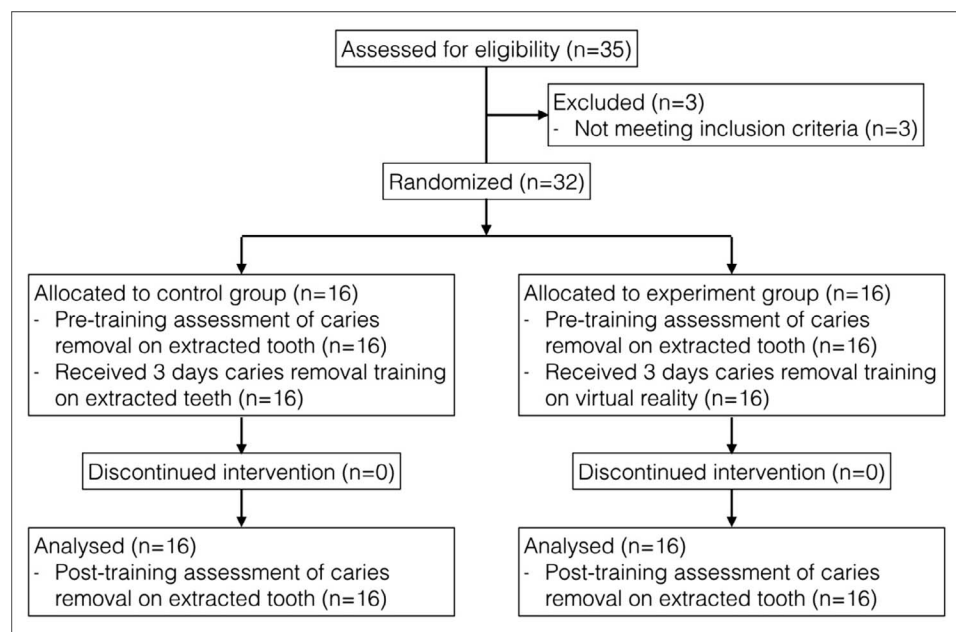 Assessed for eligibility (n=35)
Excluded (n=3)
- Not meeting inclusion criteria (n=3)
Randomized (n=32)
Allocated to control group (n=16)
- Pre-training assessment of caries
removal on extracted tooth (n=16)
- Received 3 days caries removal training
on extracted teeth (n=16)
Allocated to experiment group (n=16)
- Pre-training assessment of caries
removal on extracted tooth (n=16)
- Received 3 days caries removal training
on virtual reality (n=16)
Discontinued intervention (n=0)
Discontinued intervention (n=0)
Analysed (n=16)
- Post-training assessment of caries
removal on extracted tooth (n=16)
Analysed (n=16)
- Post-training assessment of caries
removal on extracted tooth (n=16)